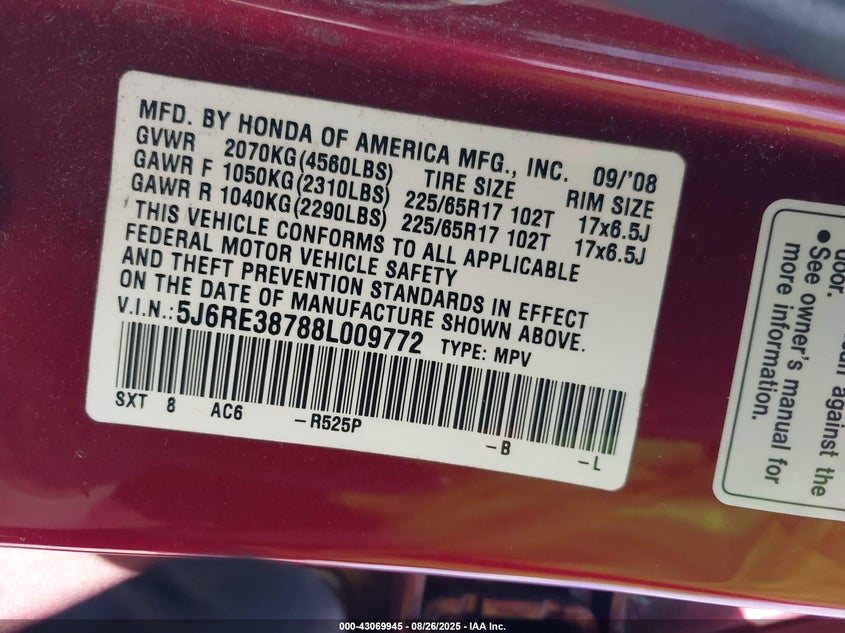 MFD. BY HONDA OF AMERICA MFG., INC. 09/'08
GVWR 2070KG(4560LBS) TIRE SIZE RIM SIZE
GAWR F 1050KG(2310LBS) 225/65R17 102T 17x6.5J
GAWR R 1040KG(2290LBS) 225/65R17 102T 17x6.5J
THIS VEHICLE CONFORMS TO ALL APPLICABLE
FEDERAL MOTOR VEHICLE SAFETY
AND THEFT PREVENTION STANDARDS IN EFFECT
ON THE DATE OF MANUFACTURE SHOWN ABOVE.
V.I.N.:5J6RE38788L009772 TYPE: MPV
SXT 8 AC6 -R525P -B -L
against
door.
•See owner's manual for the
more information.
000-43069945 - 08/26/2025 - IAA Inc.